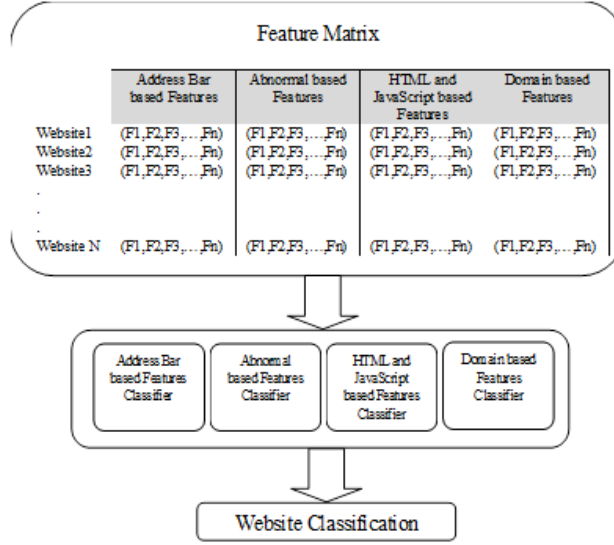 Feature Matrix
Address Bar based Features Abnormal based Features HTML and JavaScript based Features Domain based Features
Website1 (F1,F2,F3,...,Fn) (F1,F2,F3,...,Fn) (F1,F2,F3,...,Fn) (F1,F2,F3,...,Fn)
Website2 (F1,F2,F3,...,Fn) (F1,F2,F3,...,Fn) (F1,F2,F3,...,Fn) (F1,F2,F3,...,Fn)
Website3 (F1,F2,F3,...,Fn) (F1,F2,F3,...,Fn) (F1,F2,F3,...,Fn) (F1,F2,F3,...,Fn)
.
.
.
Website N (F1,F2,F3,...,Fn) (F1,F2,F3,...,Fn) (F1,F2,F3,...,Fn) (F1,F2,F3,...,Fn)
Address Bar
based Features
Classifier
Abnormal
based Features
Classifier
HTML and
JavaScript
based Features
Classifier
Domain based
Features
Classifier
Website Classification